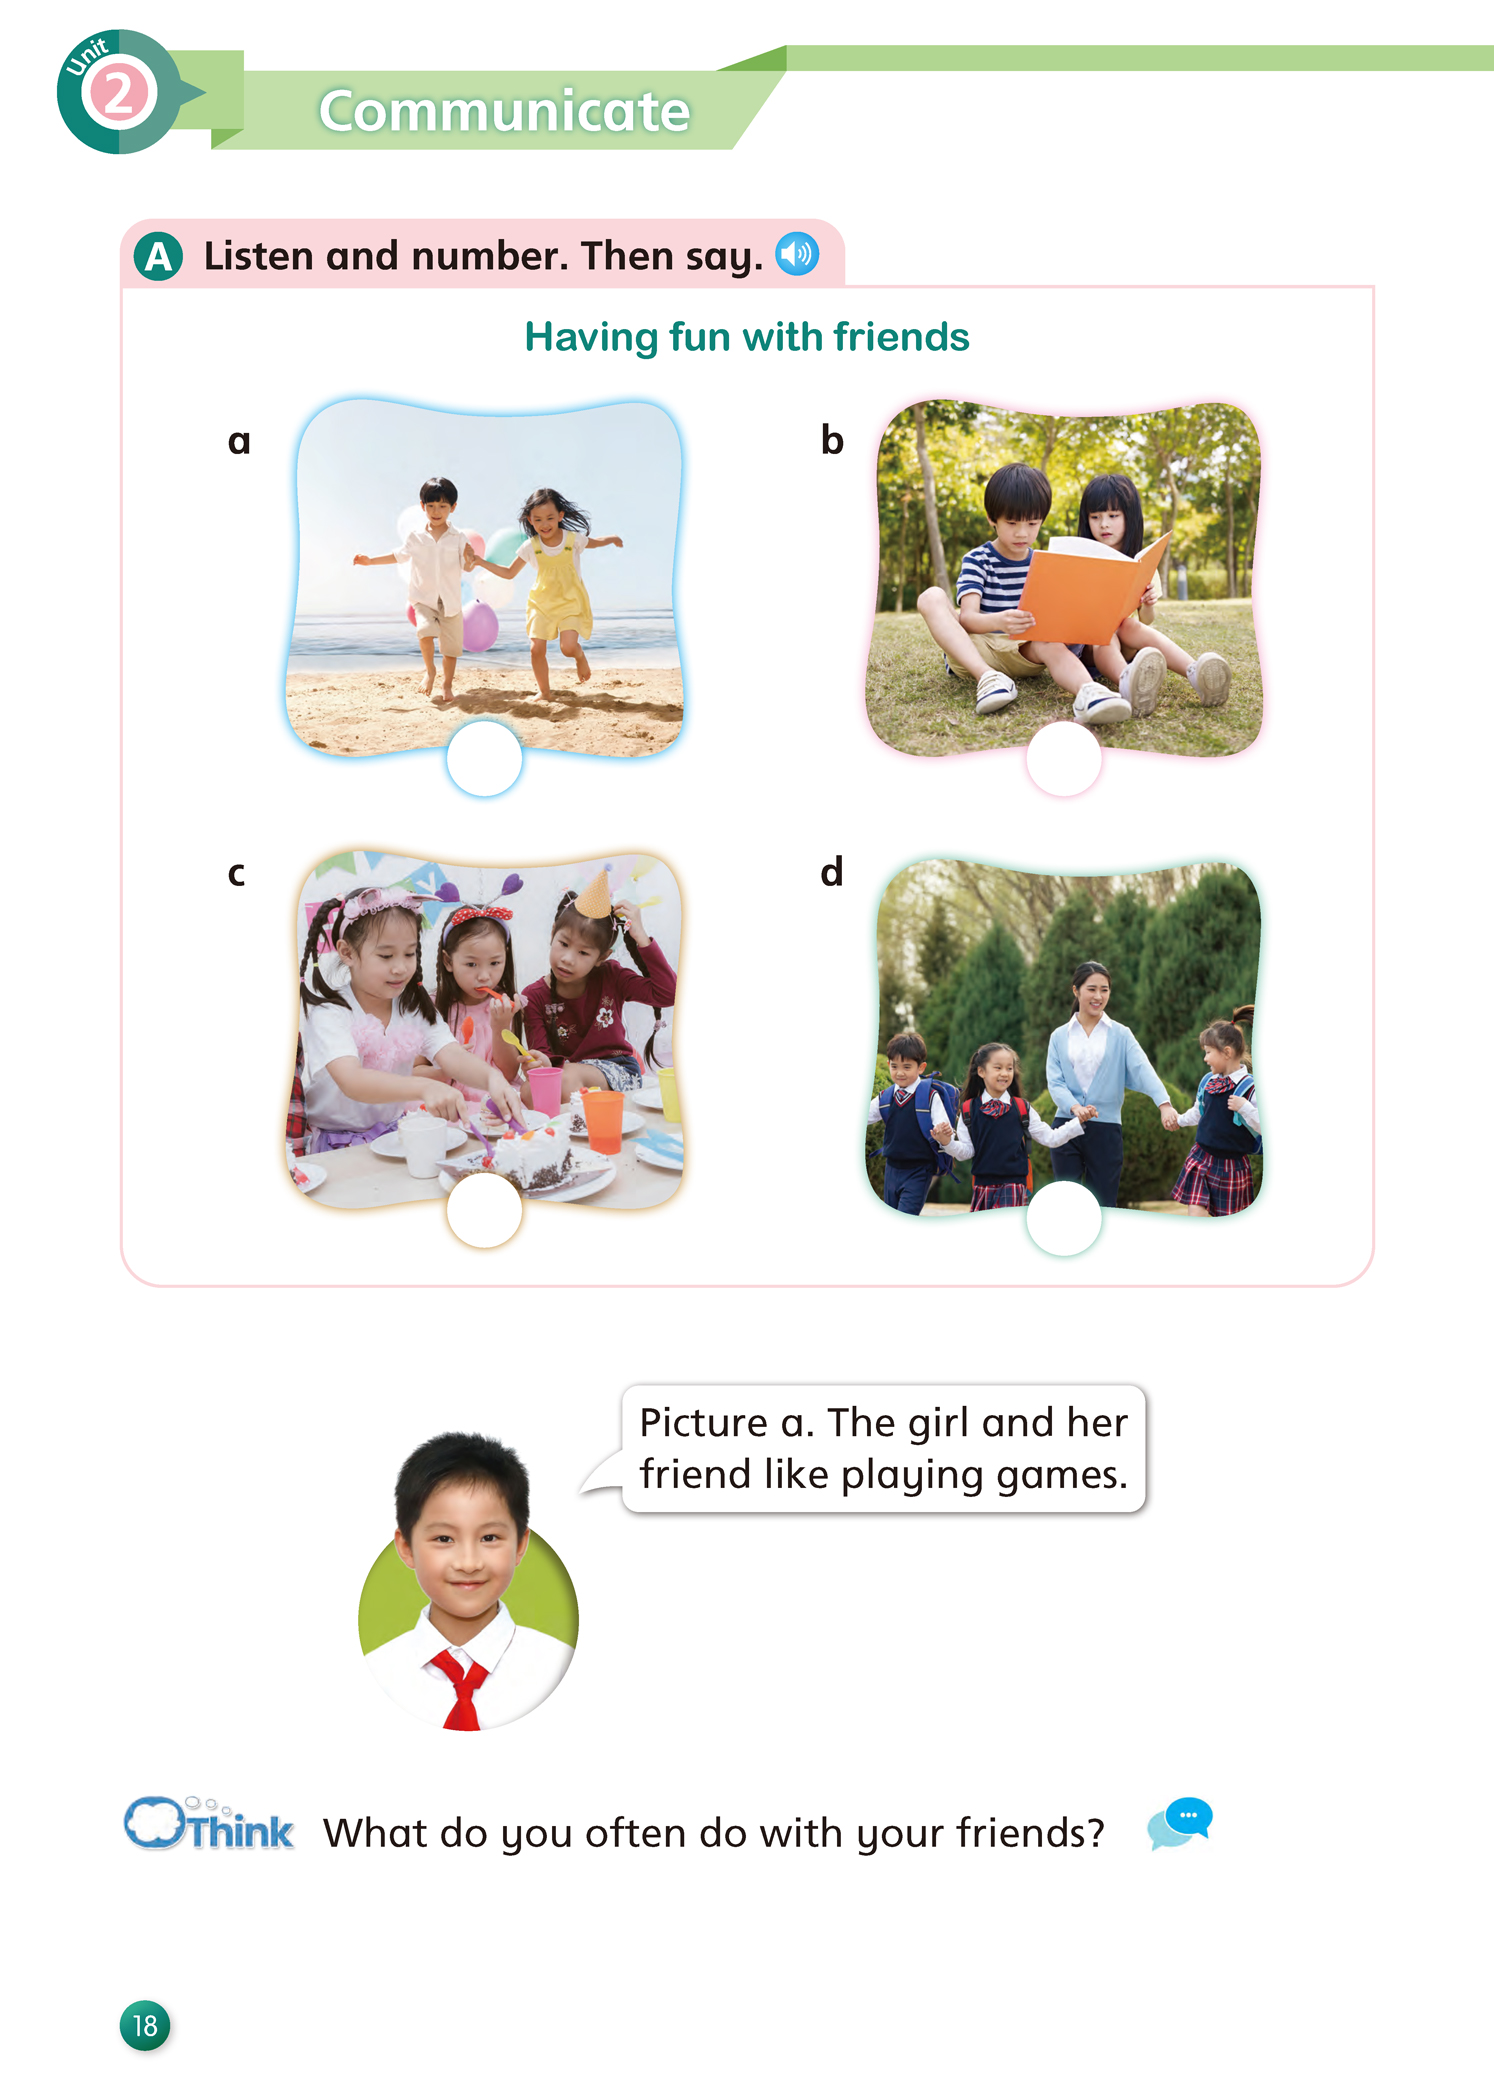 Unit
2
Communicate
A Listen and number. Then say.
Having fun with friends
a
b
c
d
Picture a. The girl and her
friend like playing games.
Think What do you often do with your friends?
18